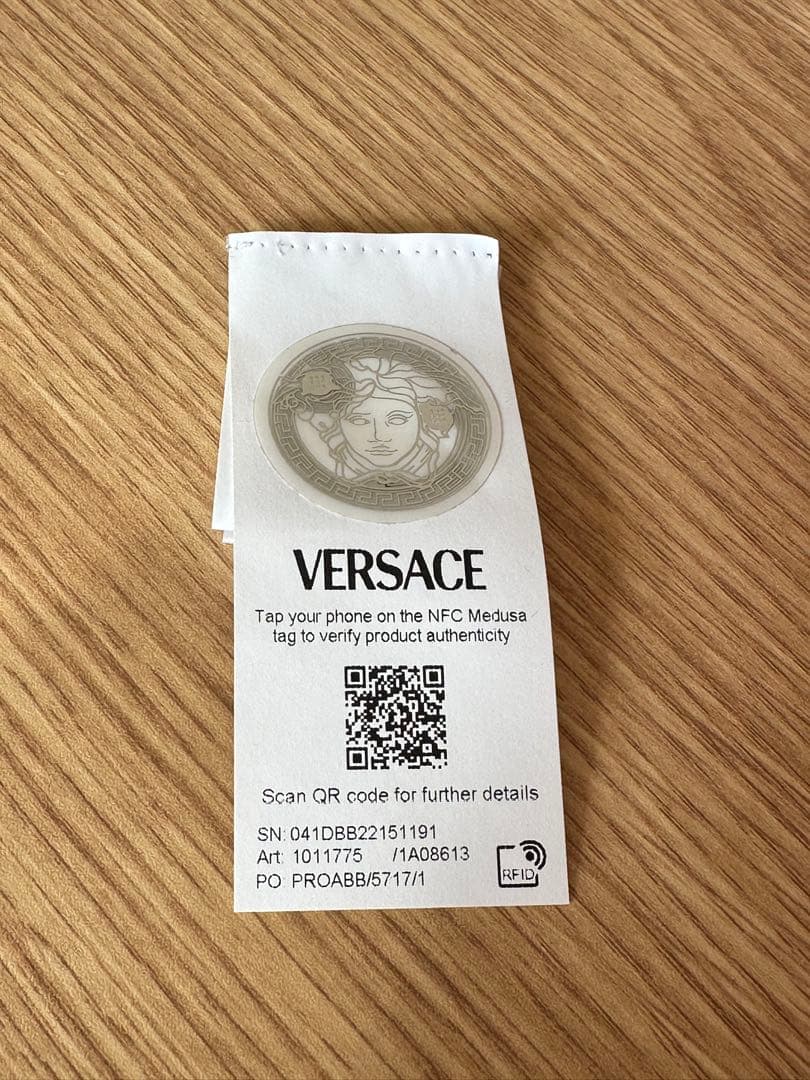 VERSACE
Tap your phone on the NFC Medusa
tag to verify product authenticity
Scan QR code for further details
SN: 041DBB22151191
Art: 1011775 /1A08613
PO: PROABB/5717/1
RFID